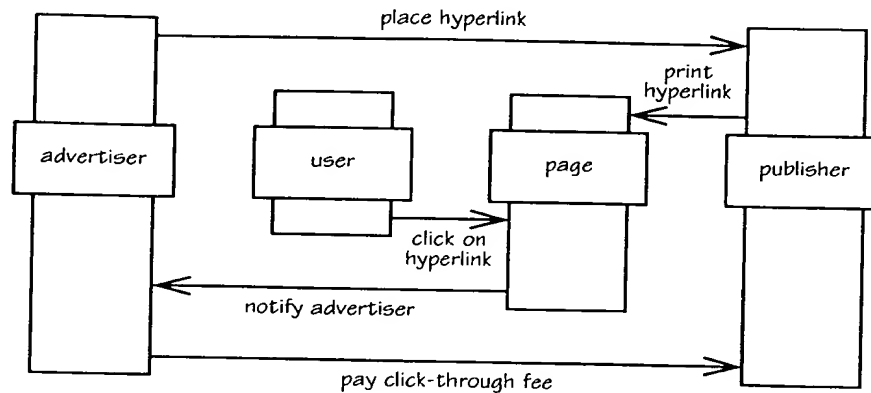 place hyperlink
print
hyperlink
advertiser
user
page
publisher
click on
hyperlink
notify advertiser
pay click-through fee